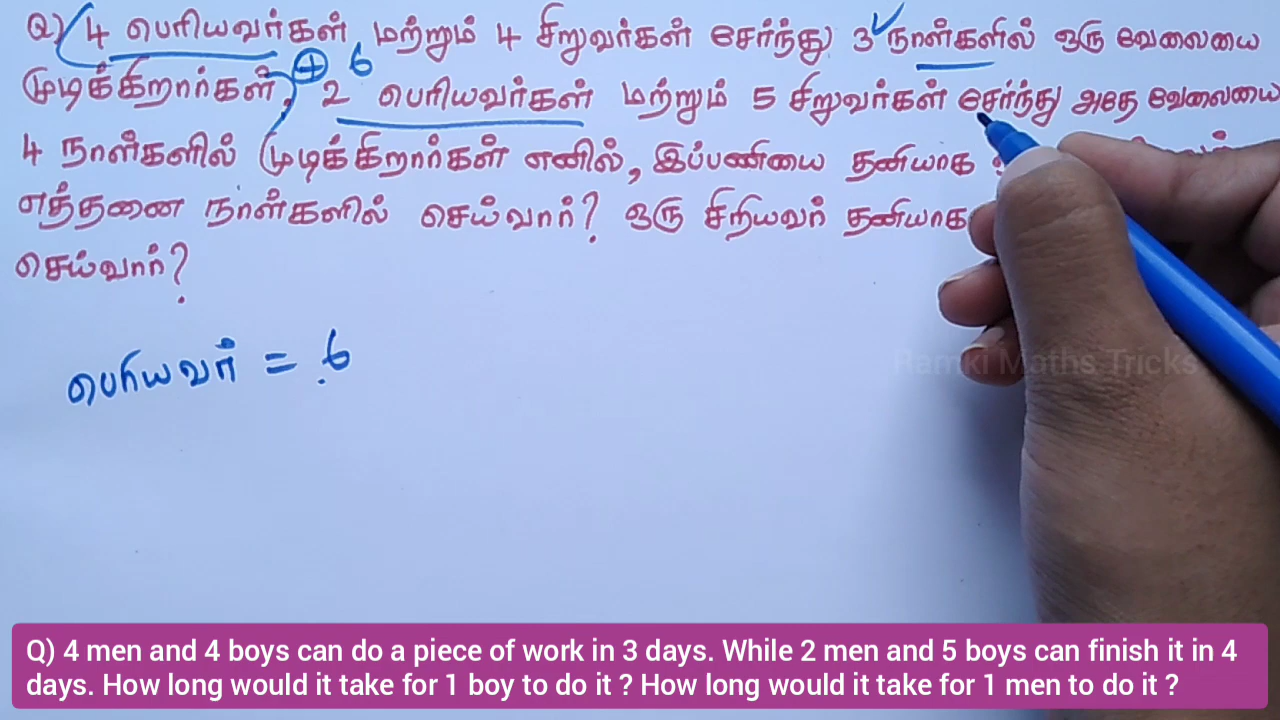 Q) 4 பெரியவர்கள் மற்றும் 4 சிறுவர்கள் சேர்ந்து 3 நாள்களில் ஒரு வேலையை
முடிக்கிறார்கள், 2 பெரியவர்கள் மற்றும் 5 சிறுவர்கள் சேர்ந்து அதே வேலையை
4 நாள்களில் முடிக்கிறார்கள் எனில், இப்பணியை தனியாக
எத்தனை நாள்களில் செய்வார்? ஒரு சிறியவர் தனியாக
செய்வார்?
+ 6
பெரியவர் = 6
Ramki Maths Tricks
Q) 4 men and 4 boys can do a piece of work in 3 days. While 2 men and 5 boys can finish it in 4
days. How long would it take for 1 boy to do it ? How long would it take for 1 men to do it ?